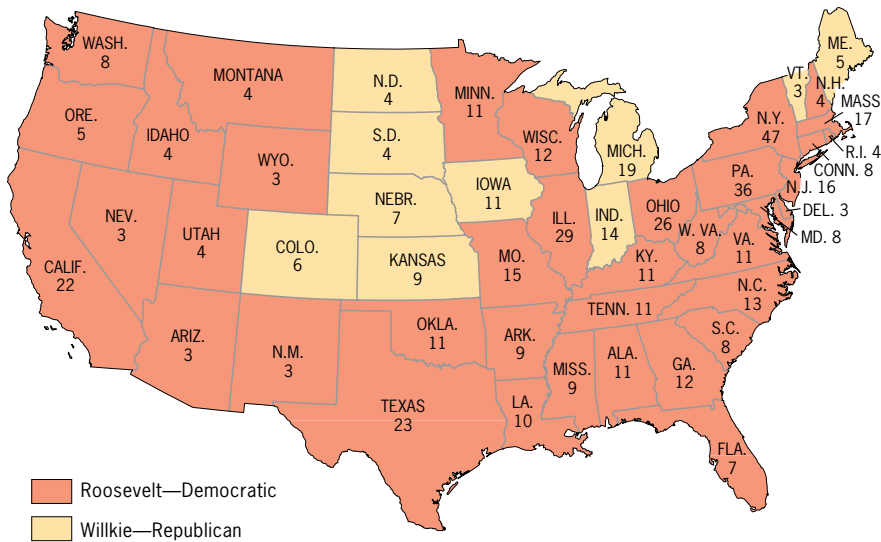 WASH.
8
ORE.
5
IDAHO
4
MONTANA
4
WYO.
3
NEV.
3
UTAH
4
CALIF.
22
ARIZ.
3
N.M.
3
COLO.
6
N.D.
4
S.D.
4
NEBR.
7
KANSAS
9
OKLA.
11
TEXAS
23
MINN.
11
IOWA
11
MO.
15
ARK.
9
LA.
10
WISC.
12
ILL.
29
MICH.
19
IND.
14
OHIO
26
KY.
11
TENN. 11
MISS.
9
ALA.
11
GA.
12
FLA.
7
S.C.
8
N.C.
13
VA.
11
W. VA.
8
PA.
36
N.Y.
47
VT.
3
N.H.
4
ME.
5
MASS
17
R.I. 4
CONN. 8
N.J. 16
DEL. 3
MD. 8
Roosevelt—Democratic
Willkie—Republican